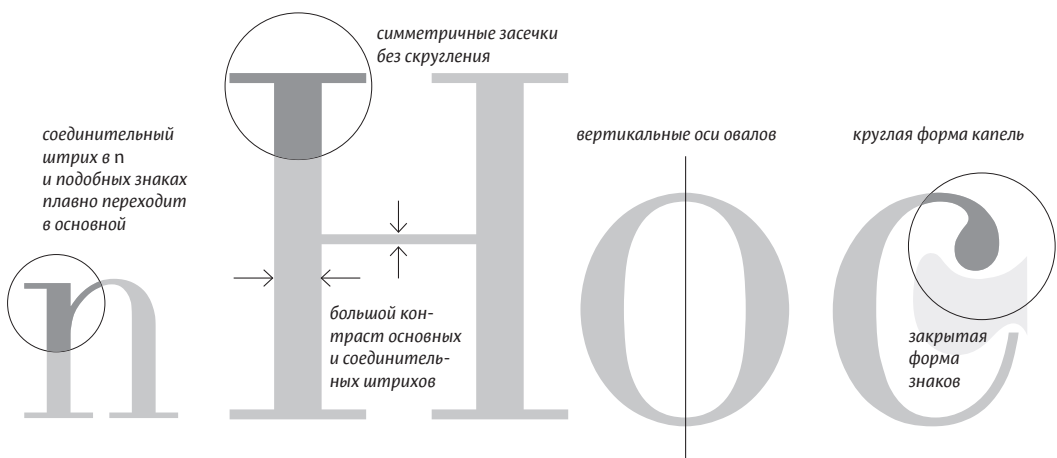 симметричные засечки
без скругления
соединительный
штрих в n
и подобных знаках
плавно переходит
в основной
вертикальные оси овалов
круглая форма капель
большой кон-
траст основных
и соединитель-
ных штрихов
закрытая
форма
знаков
n H o c